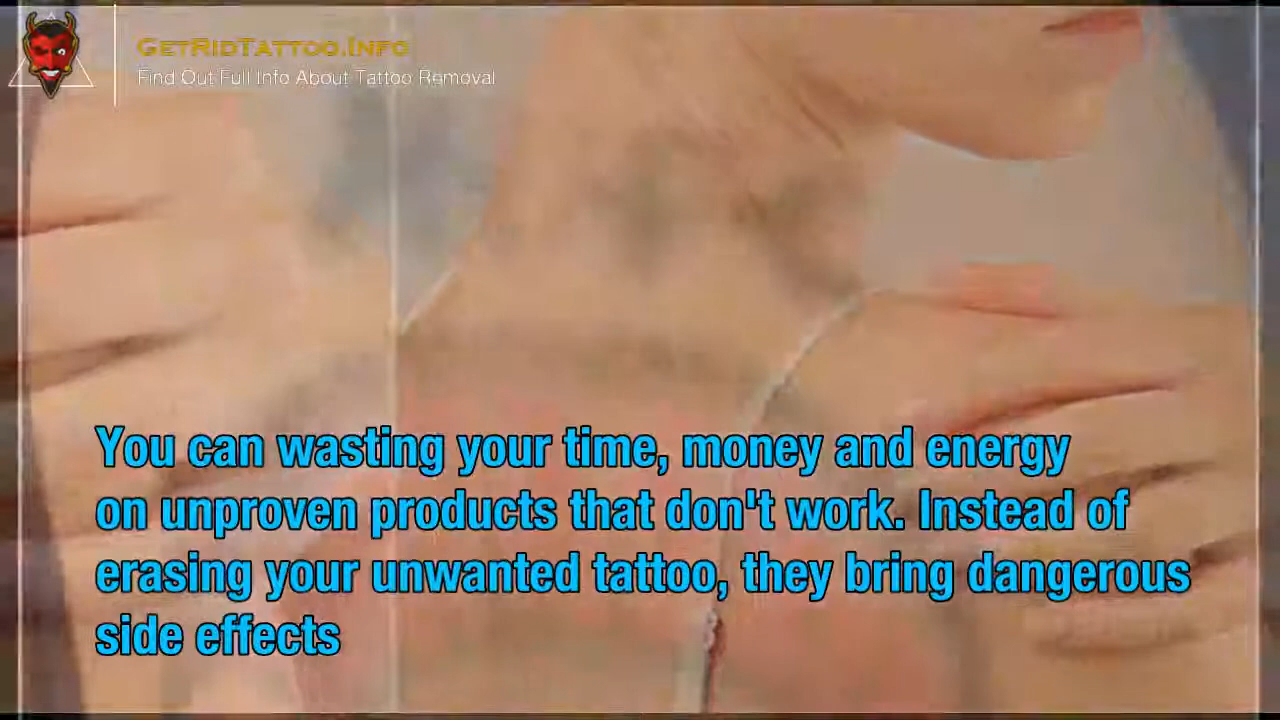 GetRidTattoo.Info
Find Out Full Info About Tattoo Removal
You can wasting your time, money and energy
on unproven products that don't work. Instead of
erasing your unwanted tattoo, they bring dangerous
side effects